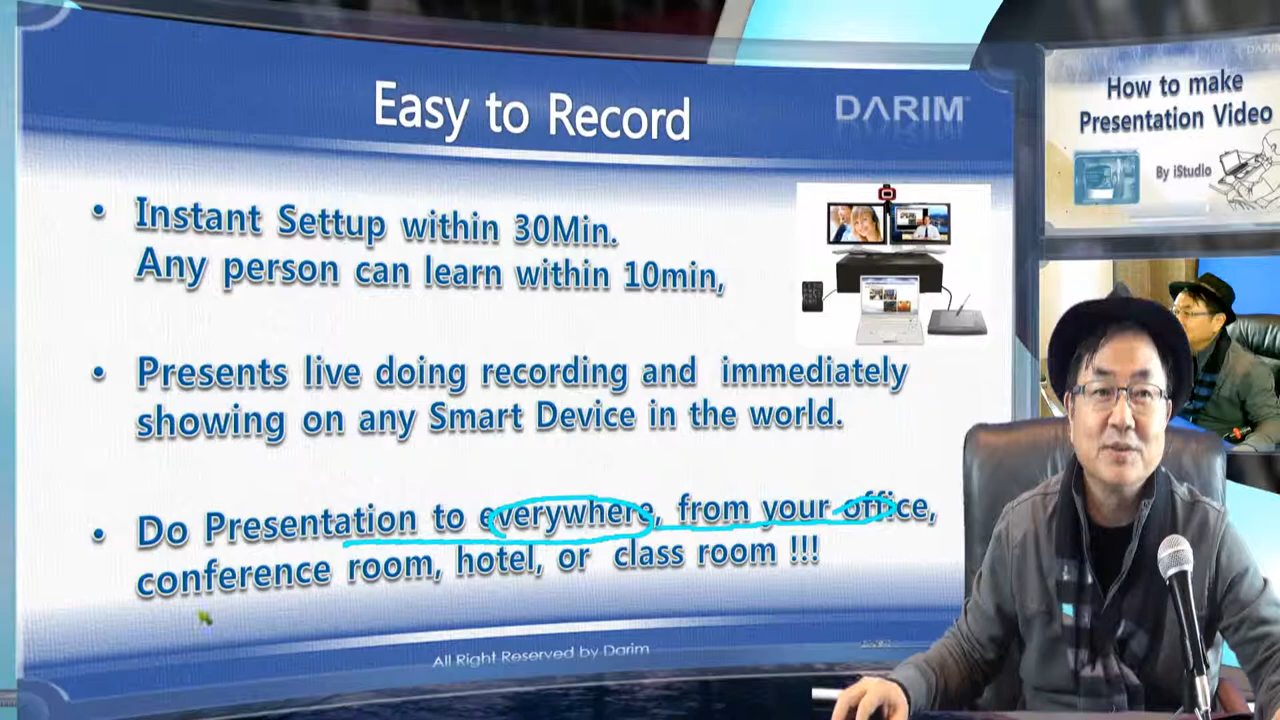 Easy to Record
DARIM
• Instant Settup within 30Min.
Any person can learn within 10min,
• Presents live doing recording and immediately
showing on any Smart Device in the world.
• Do Presentation to everywhere, from your office,
conference room, hotel, or class room !!!
All Right Reserved by Darim
DARIM
How to make
Presentation Video
By iStudio